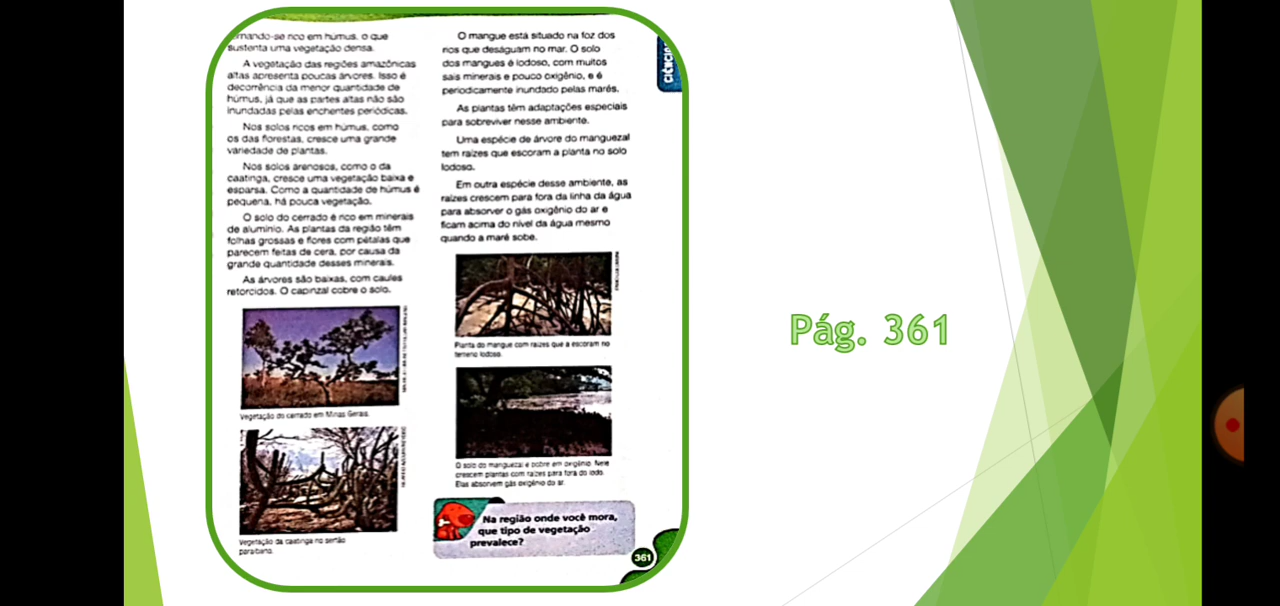 rnando-se rico em húmus, o que
sustenta uma vegetação densa.
A vegetação das regiões amazônicas
altas apresenta poucas árvores. Isso é
decorrência da menor quantidade de
húmus, já que as partes altas não são
inundadas pelas enchentes periódicas.
Nos solos ricos em húmus, como
os das florestas, cresce uma grande
variedade de plantas.
Nos solos arenosos, como o da
caatinga, cresce uma vegetação baixa e
esparsa. Como a quantidade de húmus é
pequena, há pouca vegetação.
O solo do cerrado é rico em minerais
de alumínio. As plantas da região têm
folhas grossas e flores com pétalas que
parecem feitas de cera, por causa da
grande quantidade desses minerais.
As árvores são baixas, com caules
retorcidos. O capinzal cobre o solo.
Vegetação do cerrado em Minas Gerais.
Vegetação da caatinga no sertão
paraibano.
O mangue está situado na foz dos
rios que deságuam no mar. O solo
dos mangues é lodoso, com muitos
sais minerais e pouco oxigênio, e é
periodicamente inundado pelas marés.
As plantas têm adaptações especiais
para sobreviver nesse ambiente.
Uma espécie de árvore do manguezal
tem raízes que escoram a planta no solo
lodoso.
Em outra espécie desse ambiente, as
raízes crescem para fora da linha da água
para absorver o gás oxigênio do ar e
ficam acima do nível da água mesmo
quando a maré sobe.
Planta do mangue com raízes que a escoram no
terreno lodoso.
O solo do manguezal é pobre em oxigênio. Nele
crescem plantas com raízes para fora do lodo.
Elas absorvem gás oxigênio do ar.
Na região onde você mora,
que tipo de vegetação
prevalece?
361
Pág. 361